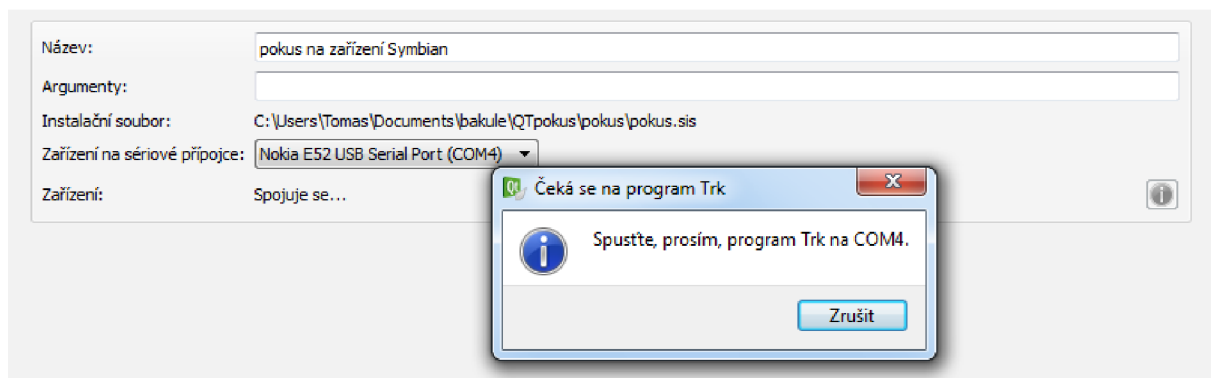 Název: pokus na zařízení Symbian
Argumenty:
Instalační soubor: C:\Users\Tomas\Documents\bakule\QTpokus\pokus\pokus.sis
Zařízení na sériové přípojce: Nokia E52 USB Serial Port (COM4)
Zařízení: Spojuje se...
Čeká se na program Trk
Spusťte, prosím, program Trk na COM4.
Zrušit